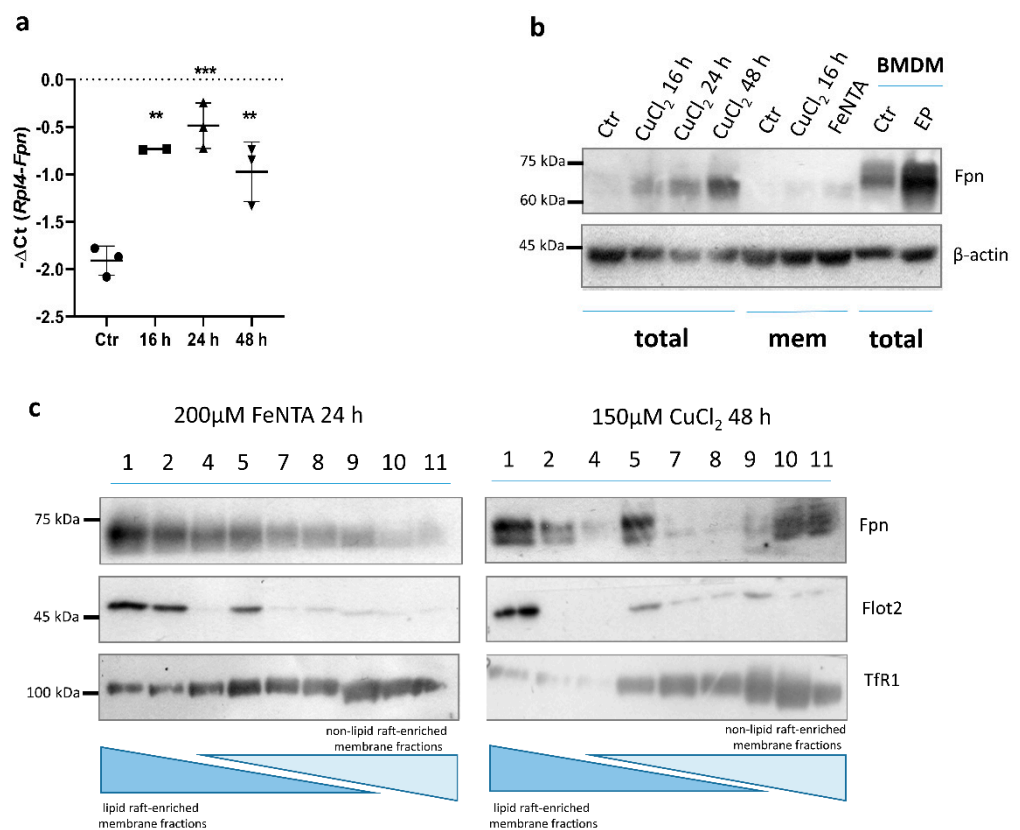 a
-ΔCt (Rpl4-Fpn)
0.0
-0.5
-1.0
-1.5
-2.0
-2.5
**
***
**
Ctr
16 h
24 h
48 h
b
BMDM
Ctr
CuCl₂ 16 h
CuCl₂ 24 h
CuCl₂ 48 h
Ctr
CuCl₂ 16 h
FeNTA
Ctr
EP
75 kDa
60 kDa
Fpn
45 kDa
β-actin
total
mem
total
c
200µM FeNTA 24 h
1 2 4 5 7 8 9 10 11
75 kDa
45 kDa
100 kDa
non-lipid raft-enriched
membrane fractions
lipid raft-enriched
membrane fractions
150µM CuCl₂ 48 h
1 2 4 5 7 8 9 10 11
Fpn
Flot2
TfR1
non-lipid raft-enriched
membrane fractions
lipid raft-enriched
membrane fractions